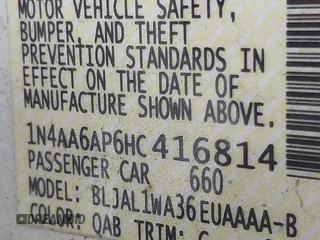 MOTOR VEHICLE SAFETY,
BUMPER, AND THEFT
PREVENTION STANDARDS IN
EFFECT ON THE DATE OF
MANUFACTURE SHOWN ABOVE.
1N4AA6AP6HC416814
PASSENGER CAR 660
MODEL: BLJAL1WA36EUAAAA-B
COLOR: QAB TRIM: G